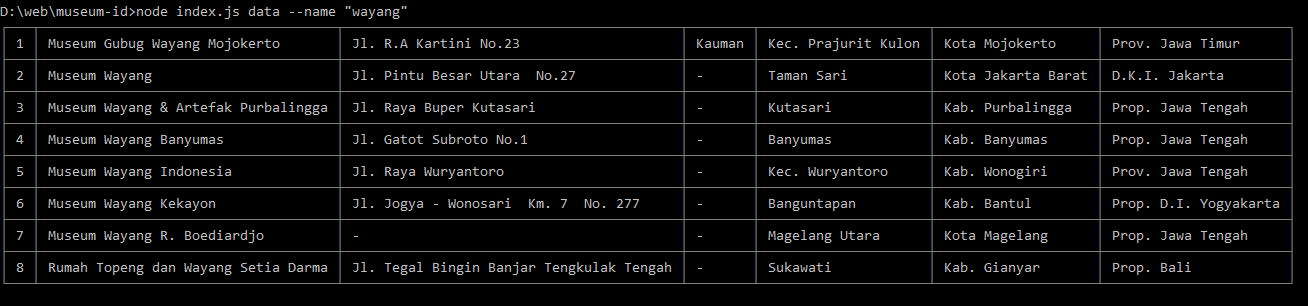 D:\web\museum-id>node index.js data --name "wayang"
1 Museum Gubug Wayang Mojokerto Jl. R.A Kartini No.23 Kauman Kec. Prajurit Kulon Kota Mojokerto Prov. Jawa Timur
2 Museum Wayang Jl. Pintu Besar Utara  No.27 - Taman Sari Kota Jakarta Barat D.K.I. Jakarta
3 Museum Wayang & Artefak Purbalingga Jl. Raya Buper Kutasari - Kutasari Kab. Purbalingga Prop. Jawa Tengah
4 Museum Wayang Banyumas Jl. Gatot Subroto No.1 - Banyumas Kab. Banyumas Prop. Jawa Tengah
5 Museum Wayang Indonesia Jl. Raya Wuryantoro - Kec. Wuryantoro Kab. Wonogiri Prov. Jawa Tengah
6 Museum Wayang Kekayon Jl. Jogya - Wonosari  Km. 7  No. 277 - Banguntapan Kab. Bantul Prop. D.I. Yogyakarta
7 Museum Wayang R. Boediardjo - - Magelang Utara Kota Magelang Prop. Jawa Tengah
8 Rumah Topeng dan Wayang Setia Darma Jl. Tegal Bingin Banjar Tengkulak Tengah - Sukawati Kab. Gianyar Prop. Bali